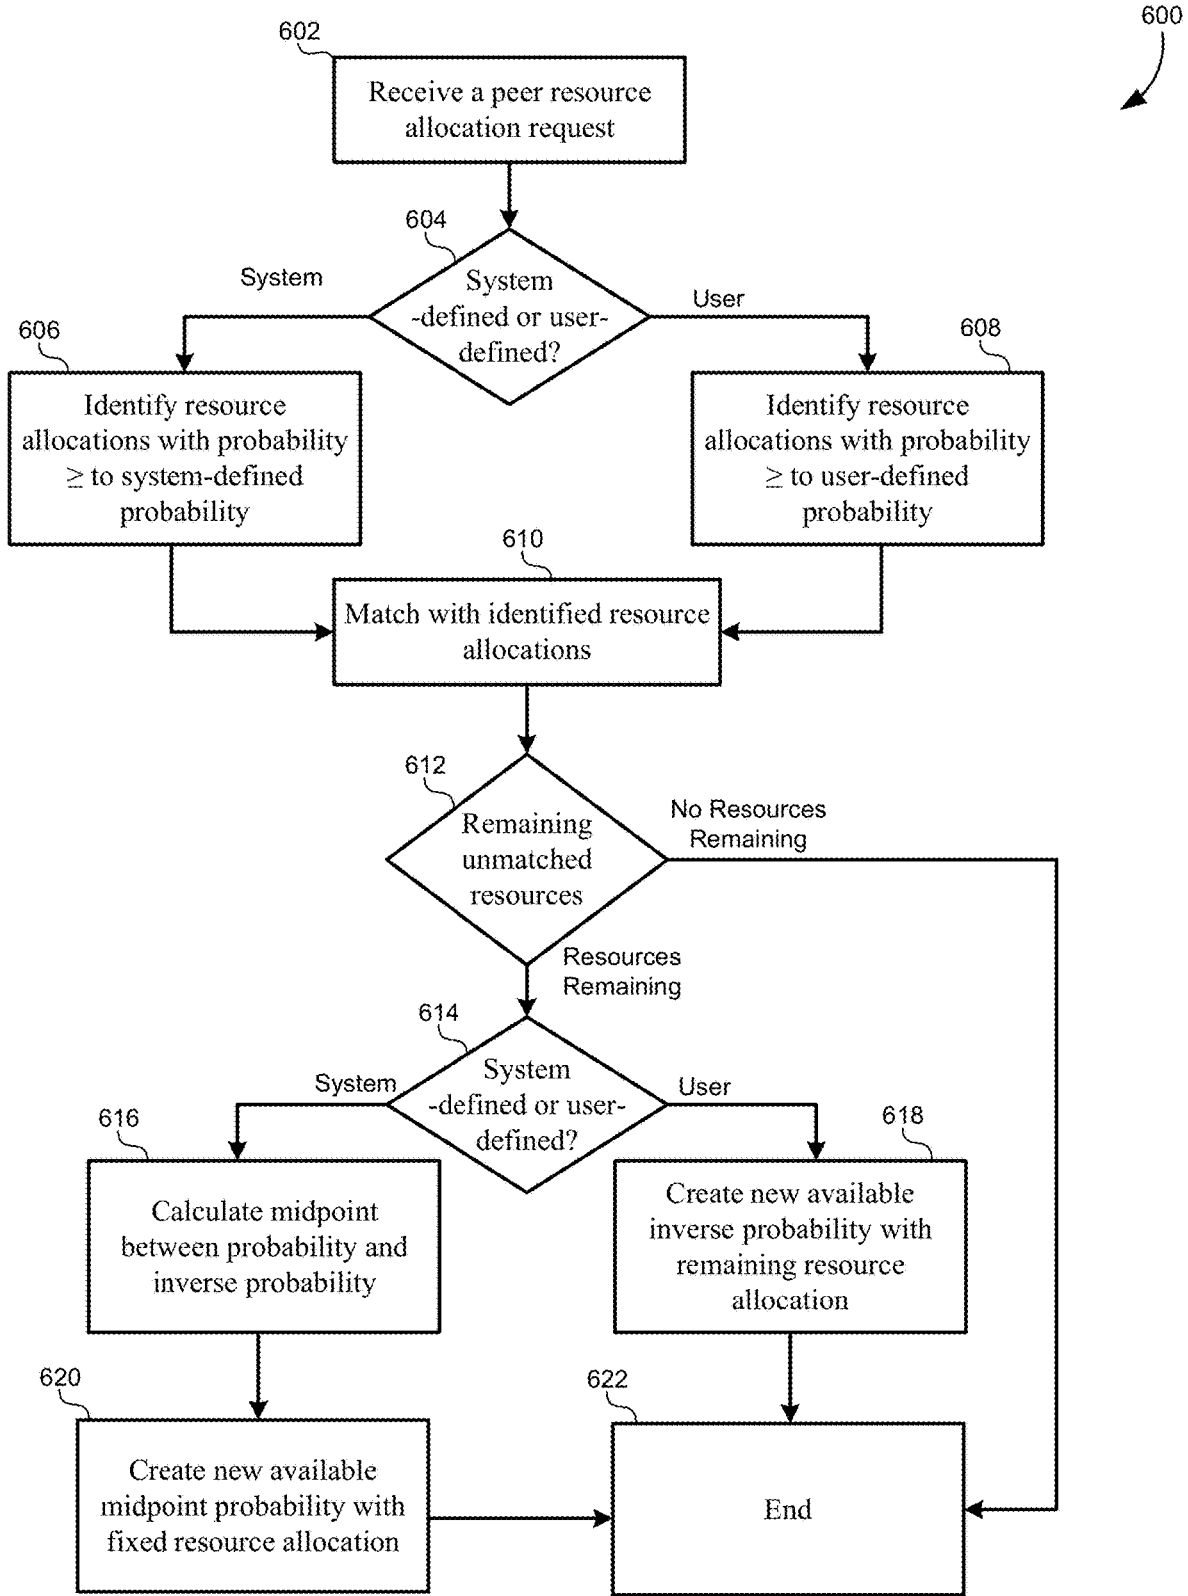 600
602
Receive a peer resource
allocation request
604
System
-defined or user-
defined?
System
User
606
Identify resource
allocations with probability
≥ to system-defined
probability
608
Identify resource
allocations with probability
≥ to user-defined
probability
610
Match with identified resource
allocations
612
Remaining
unmatched
resources
No Resources
Remaining
Resources
Remaining
614
System
-defined or user-
defined?
System
User
616
Calculate midpoint
between probability and
inverse probability
618
Create new available
inverse probability with
remaining resource
allocation
620
Create new available
midpoint probability with
fixed resource allocation
622
End